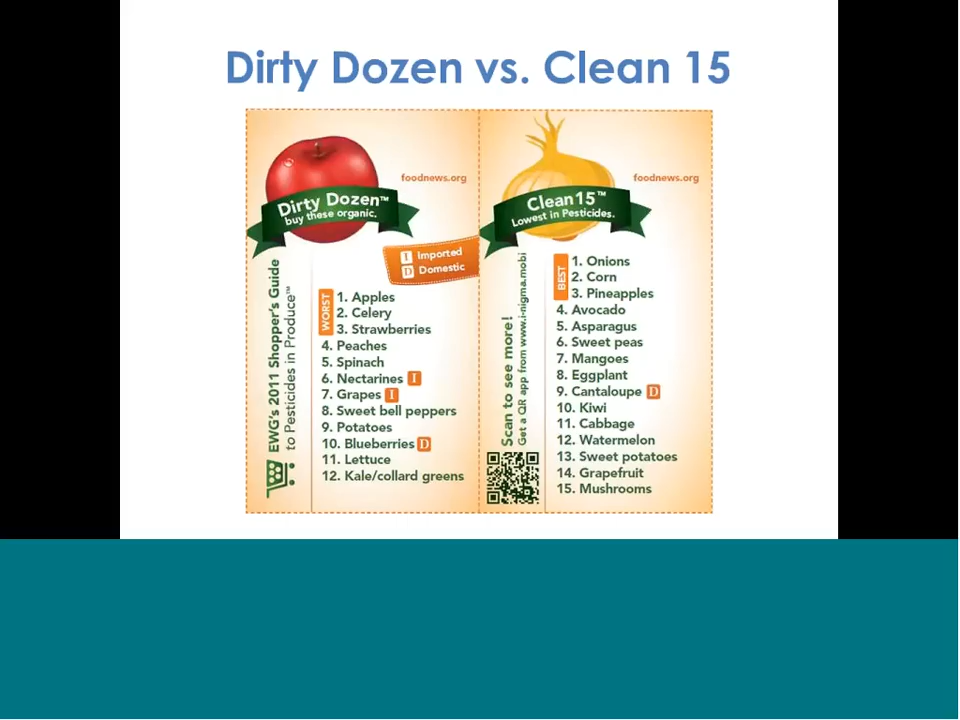 Dirty Dozen vs. Clean 15
foodnews.org
Dirty Dozen™
buy these organic.
I Imported
D Domestic
EWG's 2011 Shopper's Guide
to Pesticides in Produce™
WORST
1. Apples
2. Celery
3. Strawberries
4. Peaches
5. Spinach
6. Nectarines I
7. Grapes I
8. Sweet bell peppers
9. Potatoes
10. Blueberries D
11. Lettuce
12. Kale/collard greens
foodnews.org
Clean15™
Lowest in Pesticides.
Scan to see more!
Get a QR app from www.i-nigma.mobi
BEST
1. Onions
2. Corn
3. Pineapples
4. Avocado
5. Asparagus
6. Sweet peas
7. Mangoes
8. Eggplant
9. Cantaloupe D
10. Kiwi
11. Cabbage
12. Watermelon
13. Sweet potatoes
14. Grapefruit
15. Mushrooms